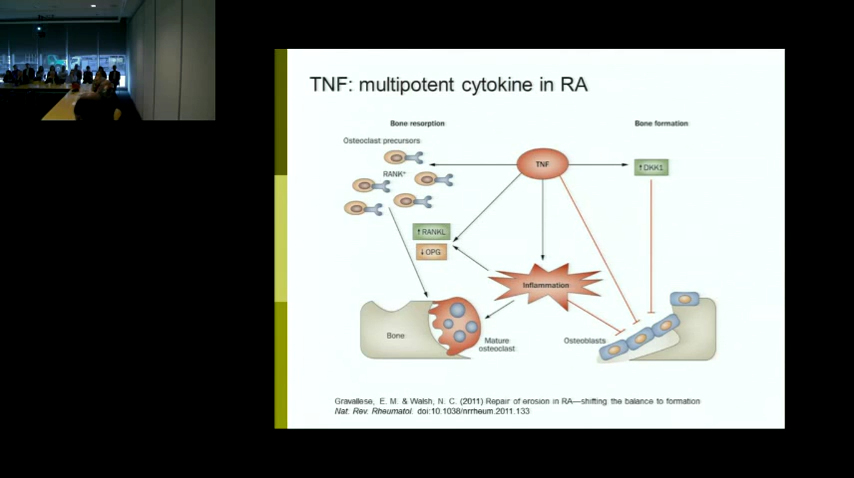 TNF: multipotent cytokine in RA
Bone resorption
Bone formation
Osteoclast precursors
TNF
↑DKK1
RANK⁺
↑RANKL
↓OPG
Inflammation
Bone
Mature
osteoclast
Osteoblasts
Gravallese, E. M. & Walsh, N. C. (2011) Repair of erosion in RA—shifting the balance to formation
Nat. Rev. Rheumatol. doi:10.1038/nrrheum.2011.133